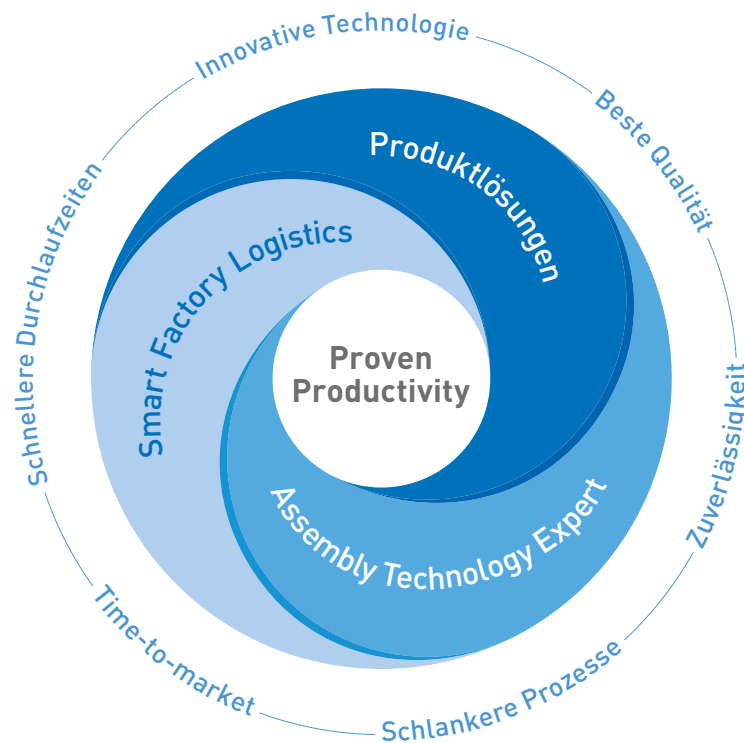 Innovative Technologie
Beste Qualität
Zuverlässigkeit
Schlankere Prozesse
Time-to-market
Schnellere Durchlaufzeiten
Produktlösungen
Assembly Technology Expert
Smart Factory Logistics
Proven
Productivity